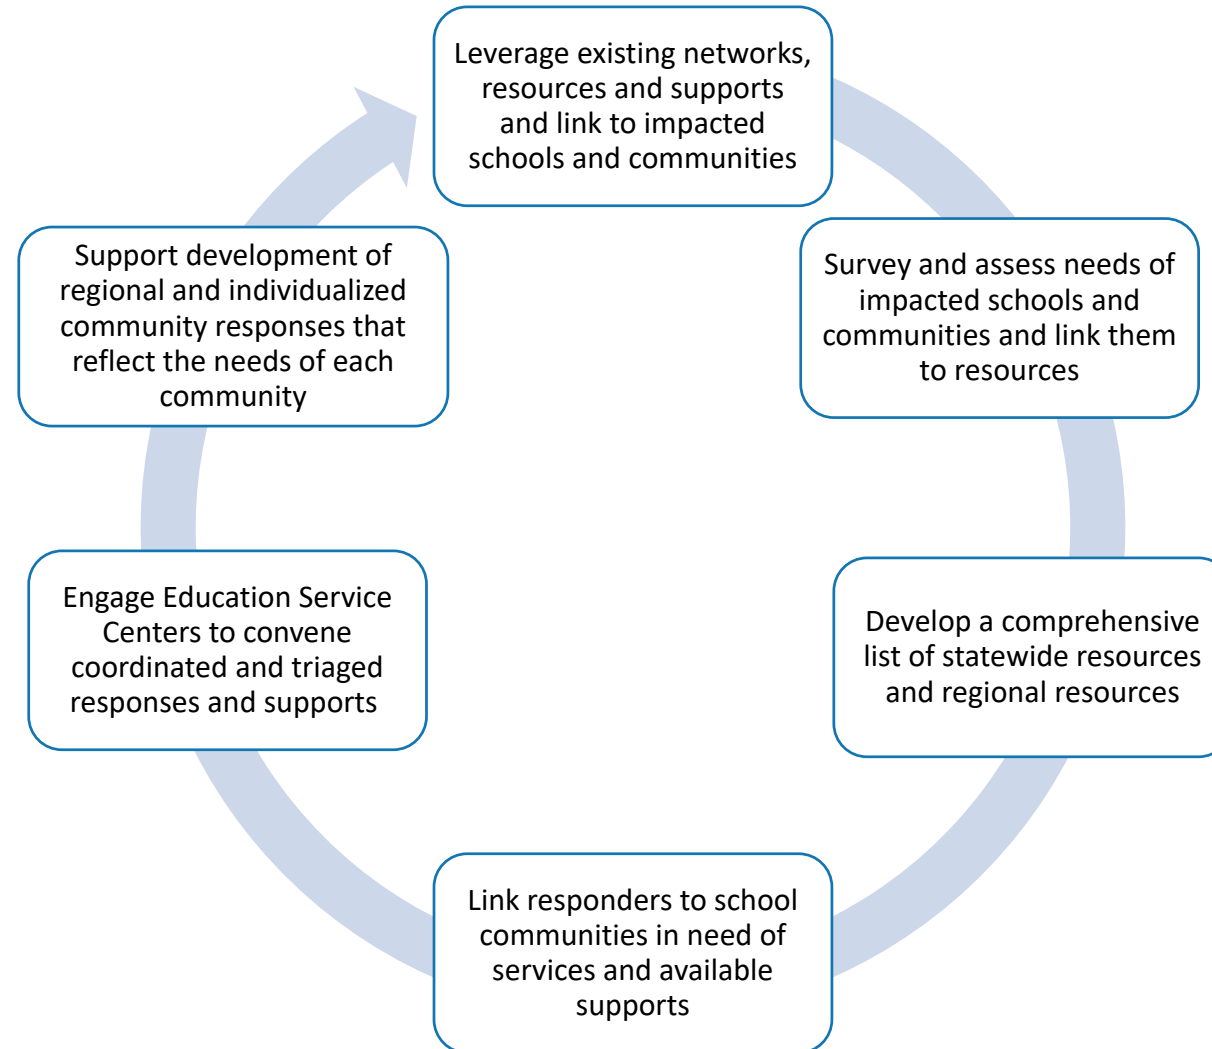 Leverage existing networks,
resources and supports
and link to impacted
schools and communities
Survey and assess needs of
impacted schools and
communities and link them
to resources
Develop a comprehensive
list of statewide resources
and regional resources
Link responders to school
communities in need of
services and available
supports
Engage Education Service
Centers to convene
coordinated and triaged
responses and supports
Support development of
regional and individualized
community responses that
reflect the needs of each
community